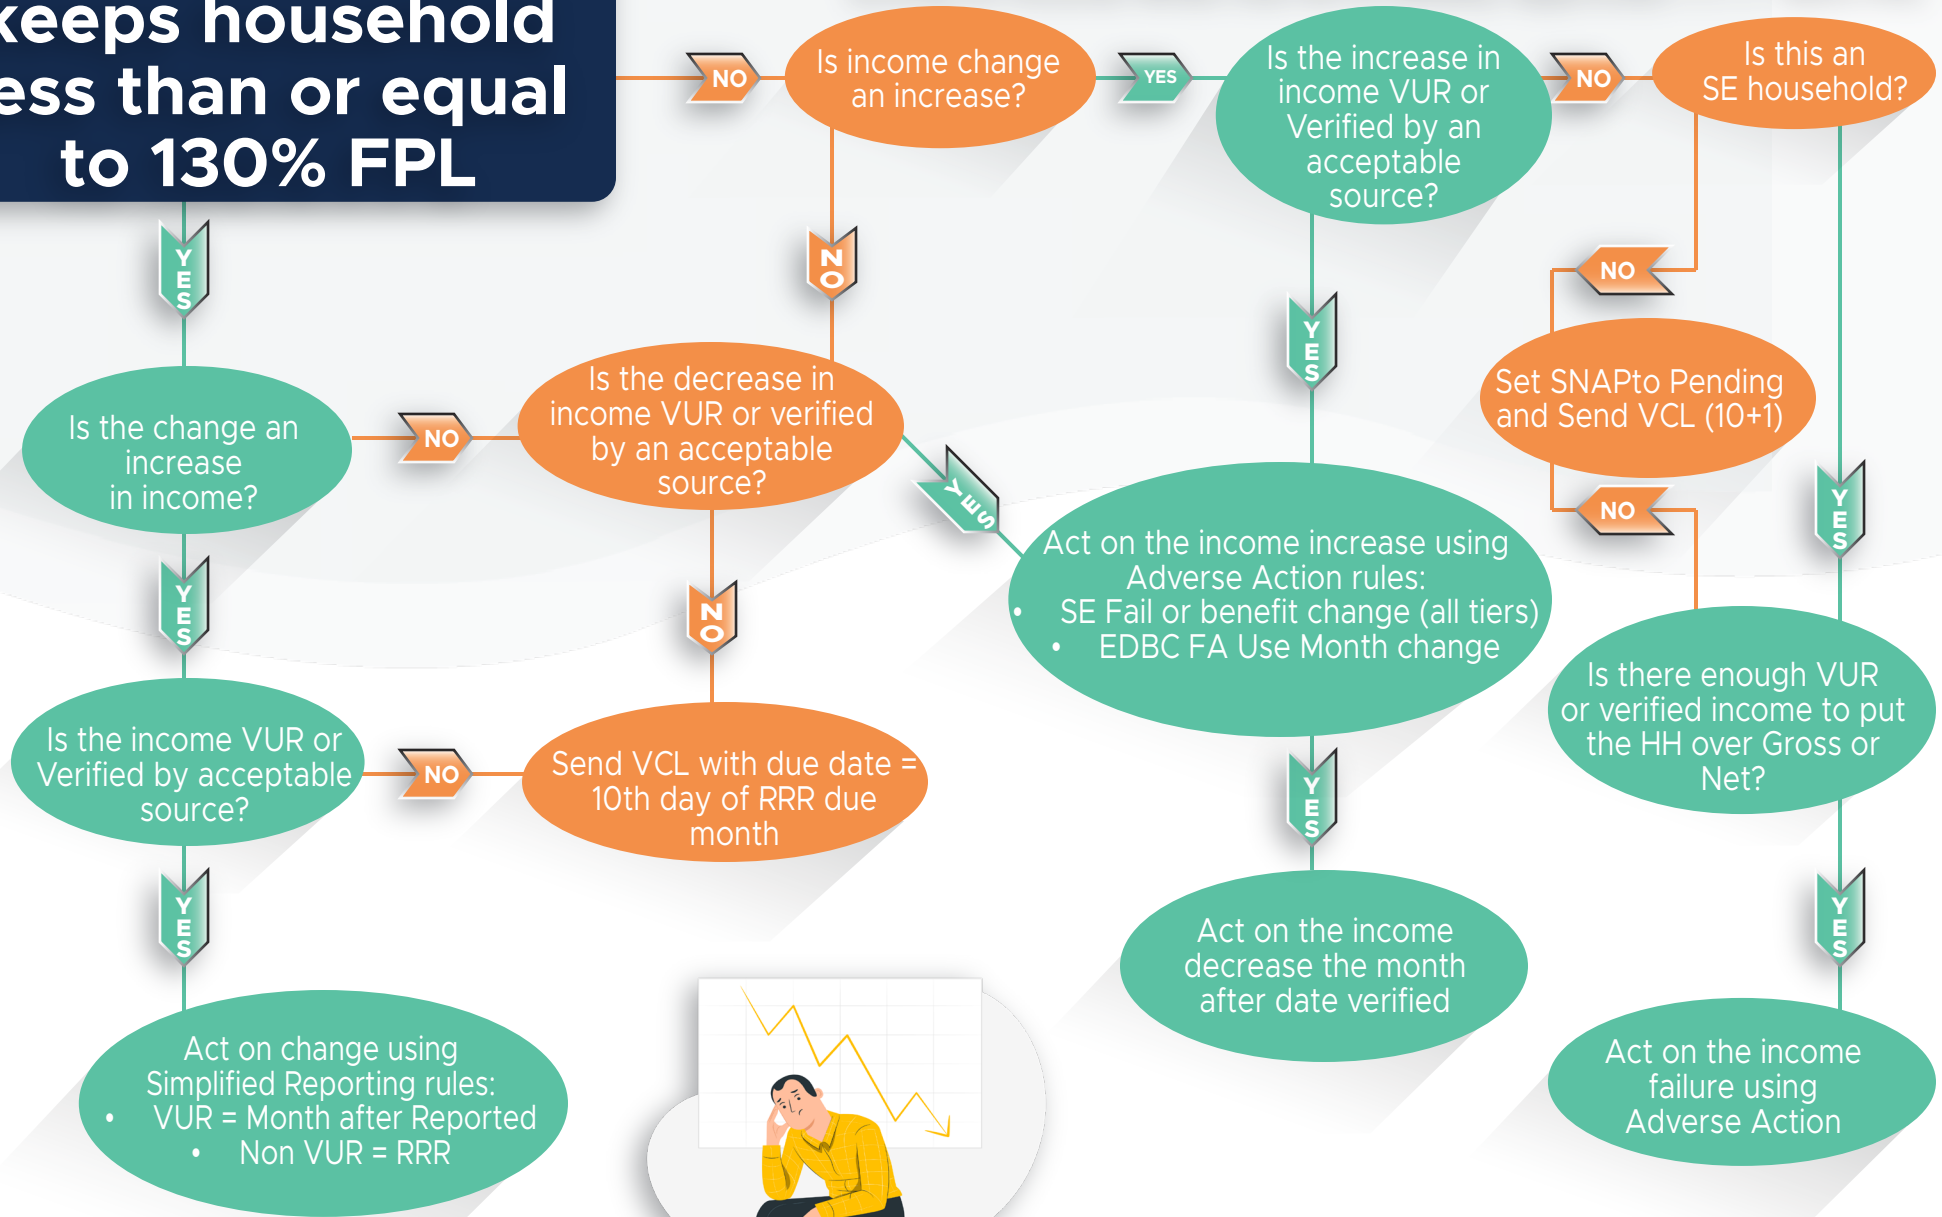 keeps household
less than or equal
to 130% FPL
NO
Is income change
an increase?
YES
Is the increase in
income VUR or
Verified by an
acceptable
source?
NO
Is this an
SE household?
YES
NO
YES
NO
Set SNAPto Pending
and Send VCL (10+1)
NO
YES
Is the change an
increase
in income?
NO
Is the decrease in
income VUR or verified
by an acceptable
source?
YES
Act on the income increase using
Adverse Action rules:
• SE Fail or benefit change (all tiers)
• EDBC FA Use Month change
YES
NO
Is there enough VUR
or verified income to put
the HH over Gross or
Net?
Is the income VUR or
Verified by acceptable
source?
NO
Send VCL with due date =
10th day of RRR due
month
YES
YES
YES
Act on the income
decrease the month
after date verified
Act on change using
Simplified Reporting rules:
• VUR = Month after Reported
• Non VUR = RRR
Act on the income
failure using
Adverse Action